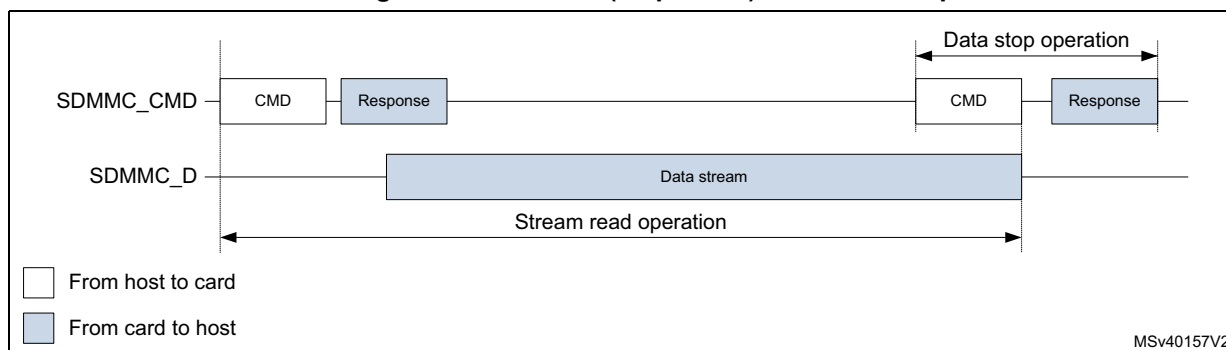 Data stop operation
SDMMC_CMD CMD Response CMD Response
SDMMC_D Data stream
Stream read operation
From host to card
From card to host
MSv40157V2